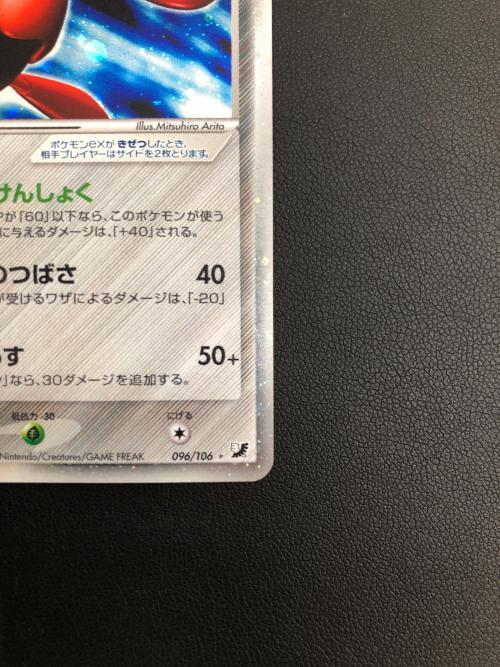 Illus.Mitsuhiro Arita
ポケモンexがきぜつしたとき、
相手プレイヤーはサイドを2枚とります。
けんしょく
が「60」以下なら、このポケモンが使う
に与えるダメージは、「+40」される。
のつばさ 40
が受けるワザによるダメージは、「-20」
す 50+
」なら、30ダメージを追加する。
抵抗力 -30 にげる
Nintendo/Creatures/GAME FREAK 096/106